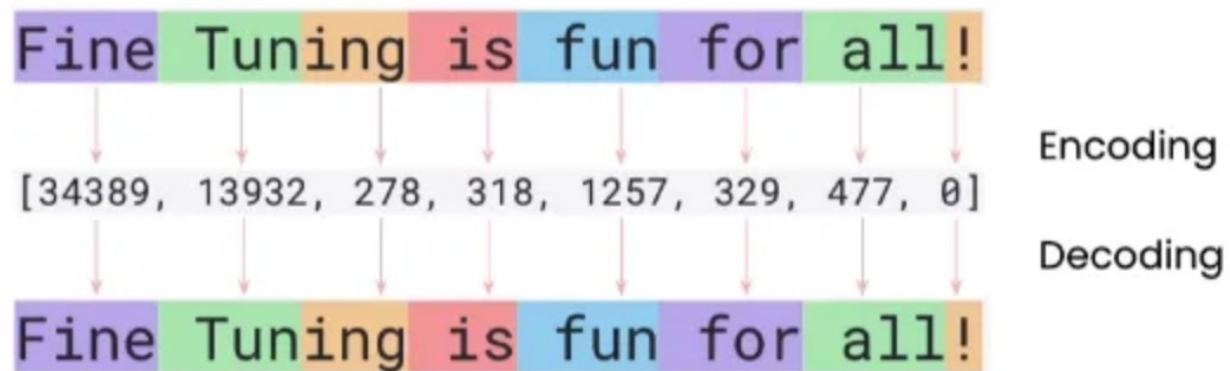 Fine Tuning is fun for all!
Encoding
[34389, 13932, 278, 318, 1257, 329, 477, 0]
Decoding
Fine Tuning is fun for all!